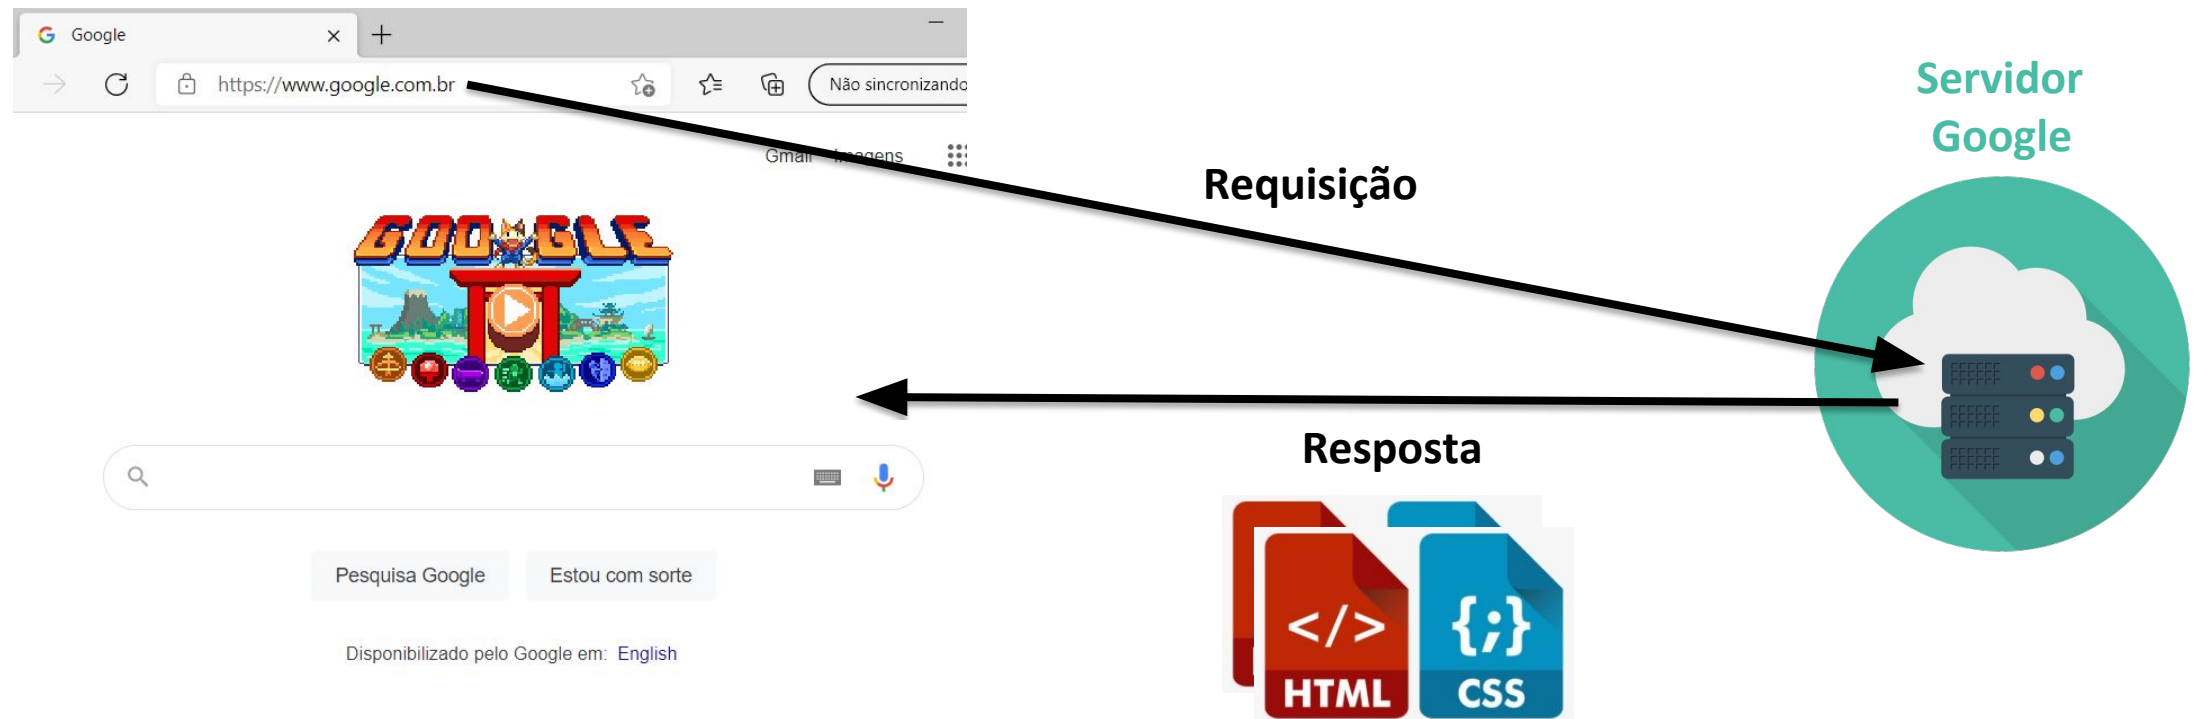 Google
https://www.google.com.br
Não sincronizando
Gmail Imagens
GOOGLE
Pesquisa Google
Estou com sorte
Disponibilizado pelo Google em: English
Requisição
Resposta
HTML
CSS
Servidor
Google